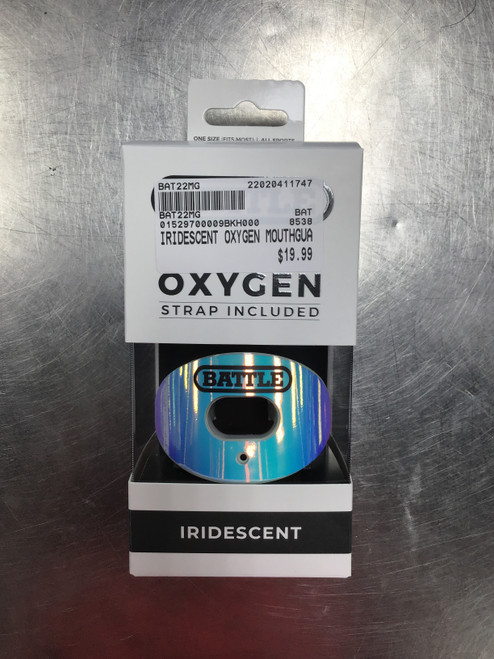 ONE SIZE (FITS MOST) | ALL SPORTS
BAT22MG 22020411747
BAT22MG BAT
01529700009BKH000 8538
IRIDESCENT OXYGEN MOUTHGUA
$19.99
OXYGEN
STRAP INCLUDED
BATTLE
IRIDESCENT